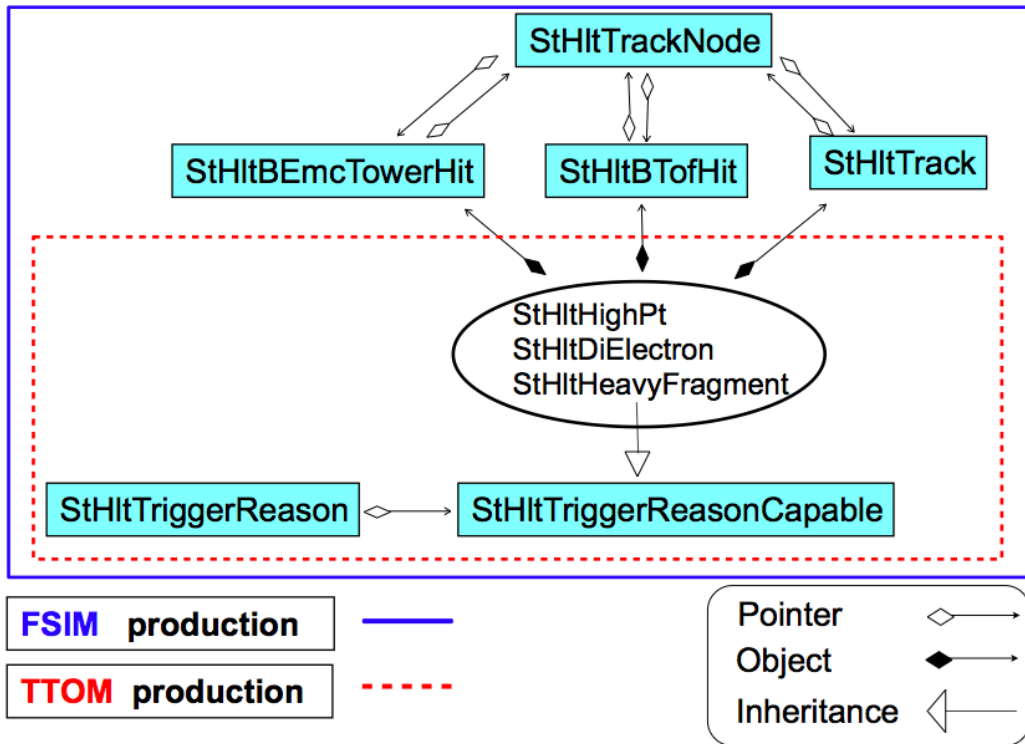 StHltTrackNode
StHltBEmcTowerHit
StHltBTofHit
StHltTrack
StHltHighPt
StHltDiElectron
StHltHeavyFragment
StHltTriggerReason
StHltTriggerReasonCapable
FSIM production
TTOM production
Pointer
Object
Inheritance